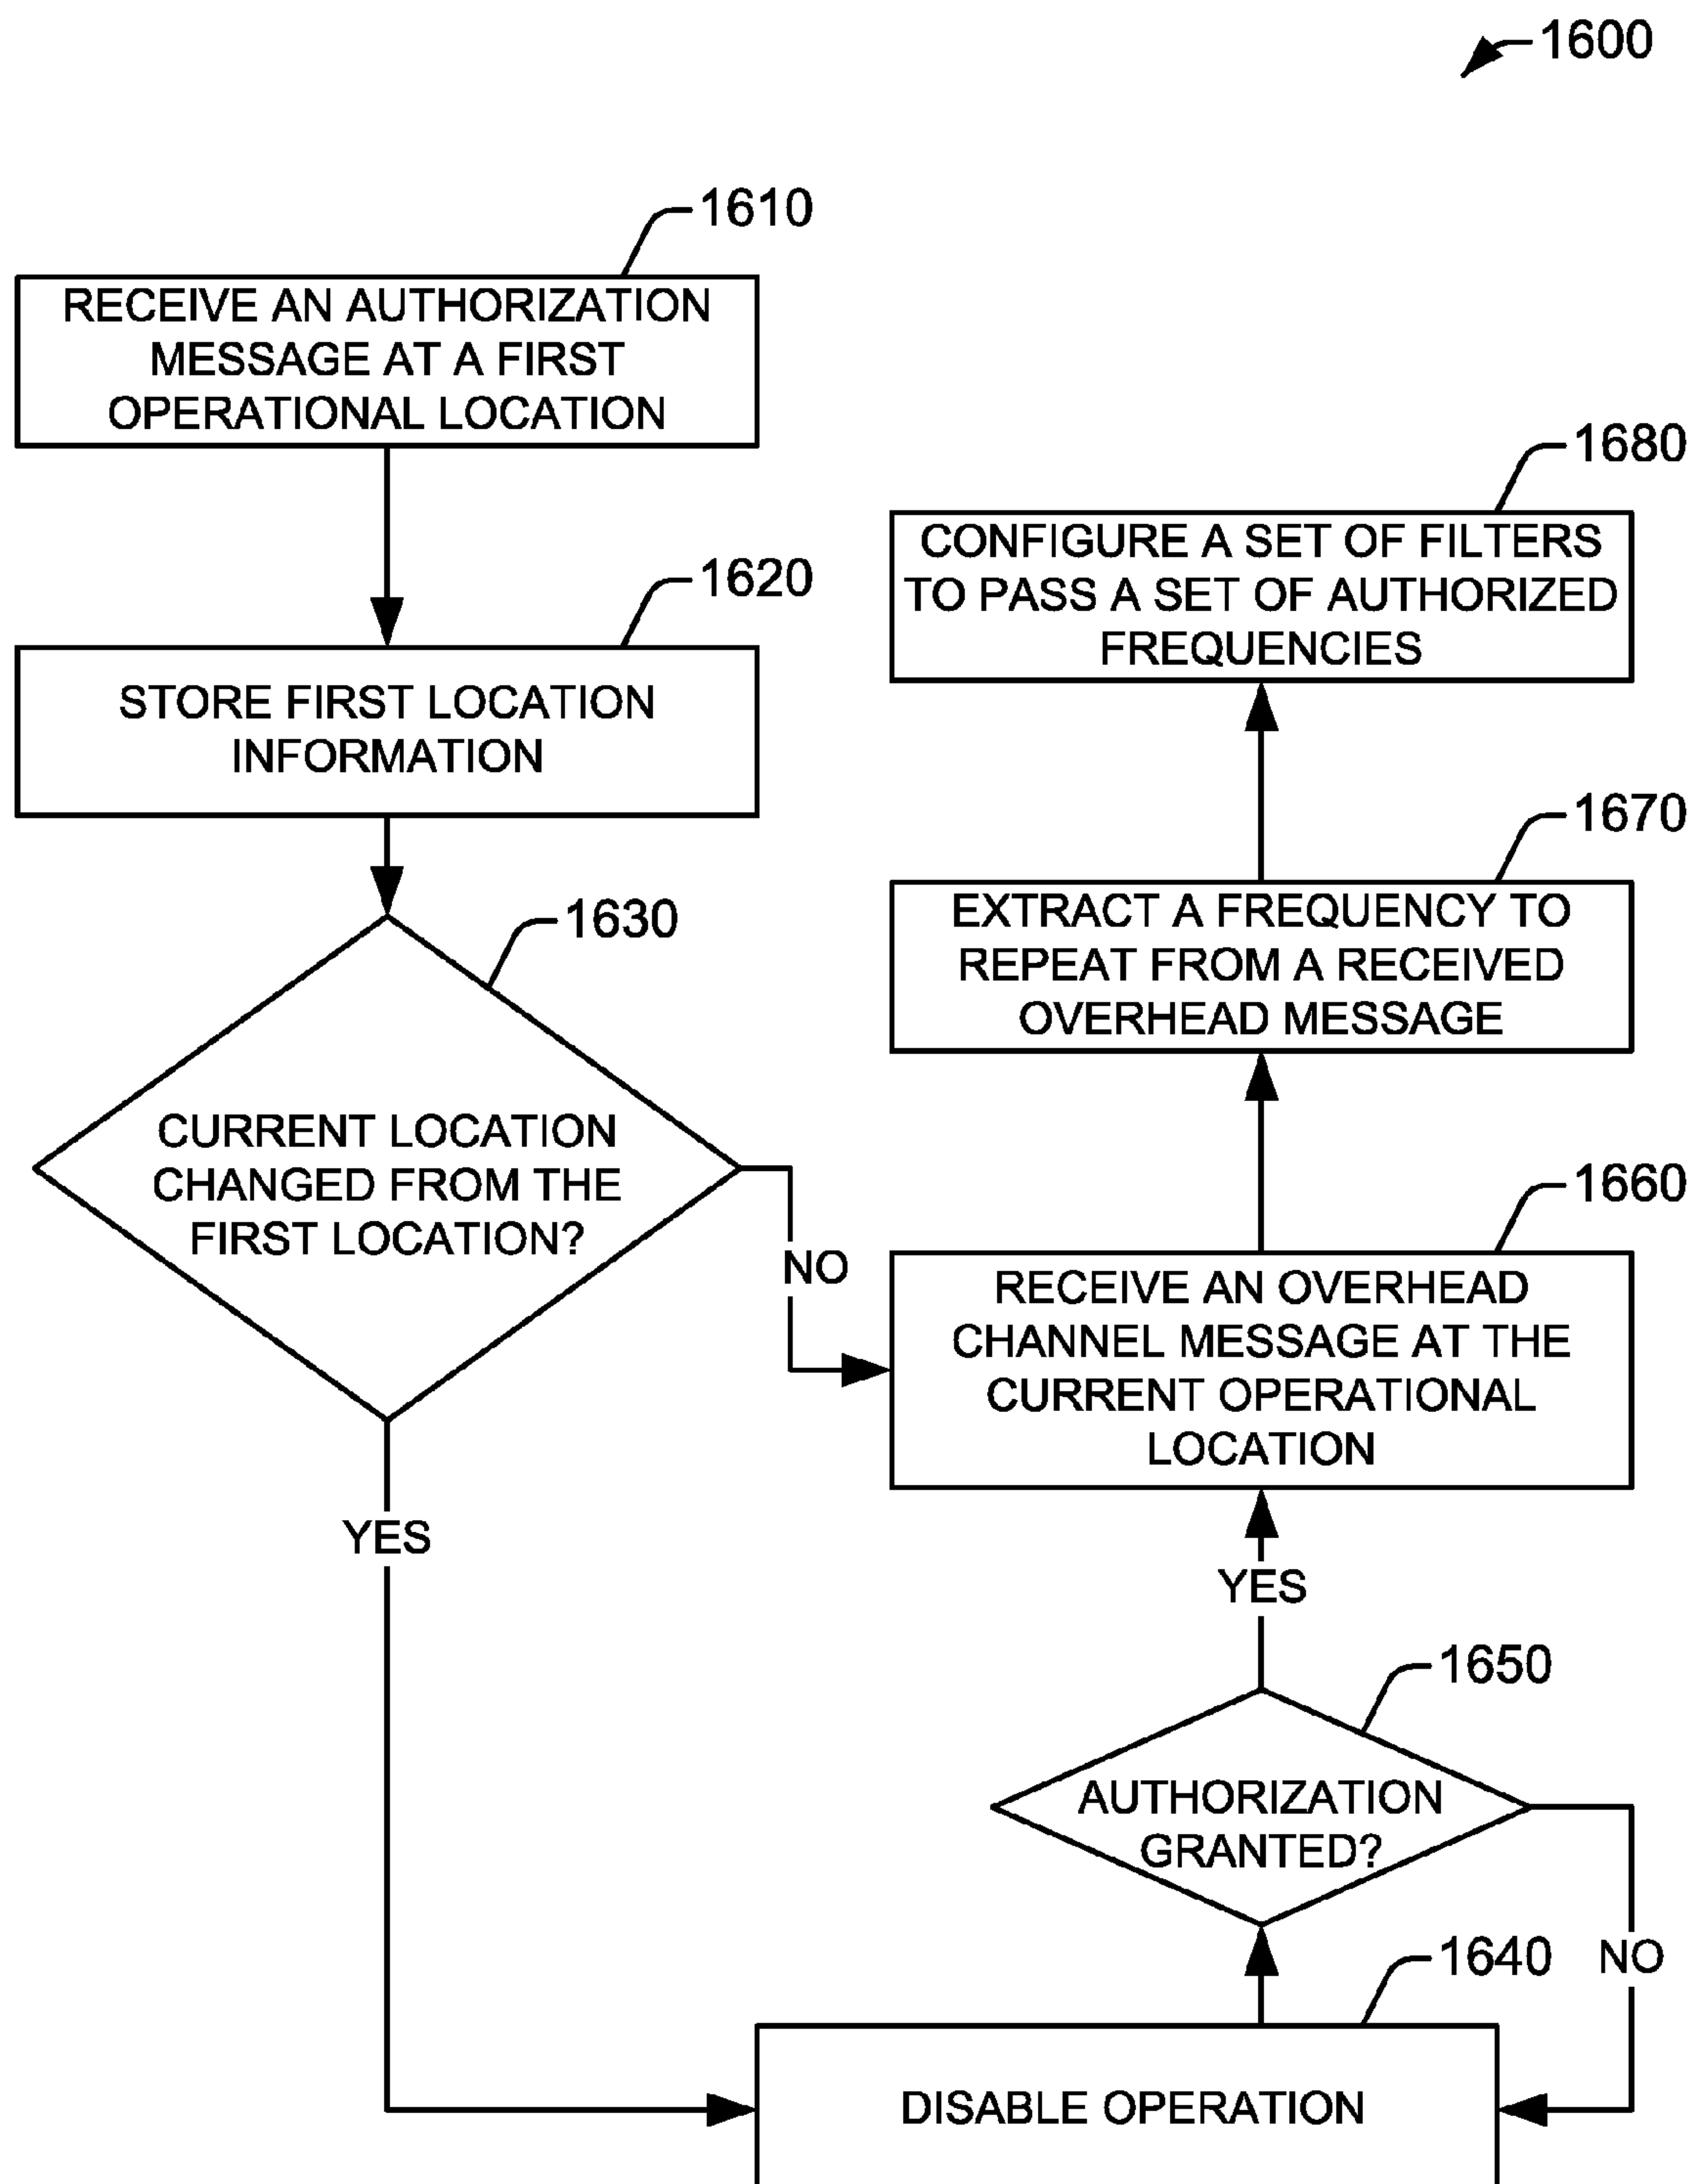 1600
1610
RECEIVE AN AUTHORIZATION
MESSAGE AT A FIRST
OPERATIONAL LOCATION
1620
STORE FIRST LOCATION
INFORMATION
1630
CURRENT LOCATION
CHANGED FROM THE
FIRST LOCATION?
NO
YES
1680
CONFIGURE A SET OF FILTERS
TO PASS A SET OF AUTHORIZED
FREQUENCIES
1670
EXTRACT A FREQUENCY TO
REPEAT FROM A RECEIVED
OVERHEAD MESSAGE
1660
RECEIVE AN OVERHEAD
CHANNEL MESSAGE AT THE
CURRENT OPERATIONAL
LOCATION
YES
1650
AUTHORIZATION
GRANTED?
1640
NO
DISABLE OPERATION